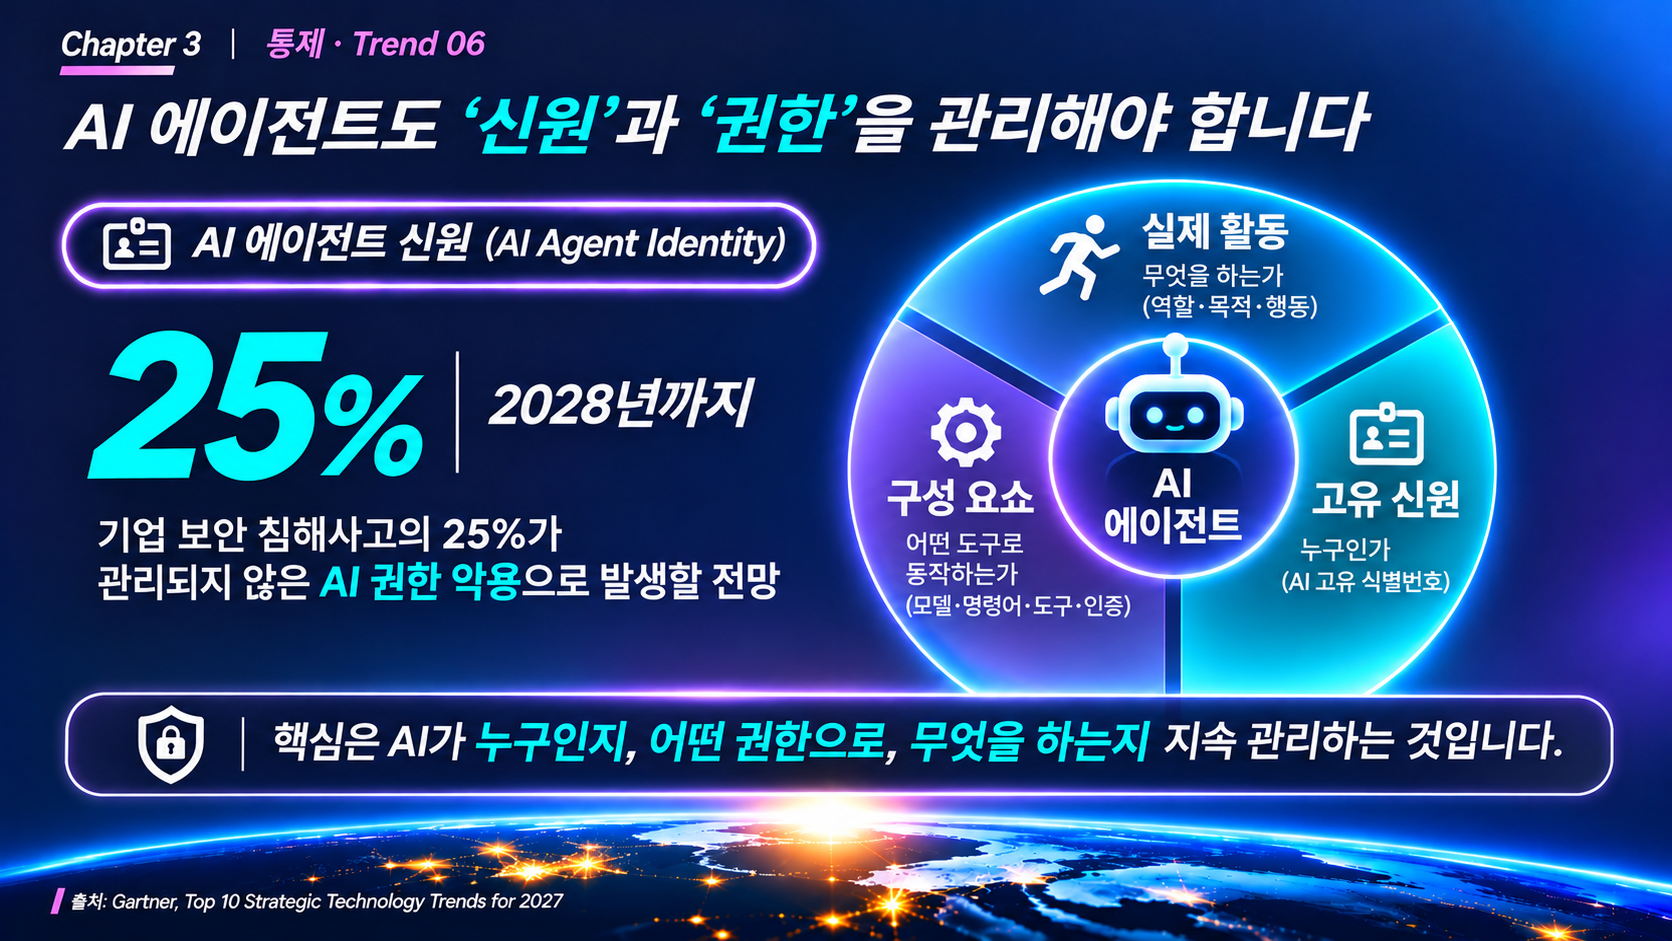 Chapter 3 | 통제 · Trend 06
AI 에이전트도 ‘신원’과 ‘권한’을 관리해야 합니다
AI 에이전트 신원 (AI Agent Identity)
25%
2028년까지
기업 보안 침해사고의 25%가
관리되지 않은 AI 권한 악용으로 발생할 전망
실제 활동
무엇을 하는가
(역할·목적·행동)
구성 요소
어떤 도구로
동작하는가
(모델·명령어·도구·인증)
AI
에이전트
고유 신원
누구인가
(AI 고유 식별번호)
핵심은 AI가 누구인지, 어떤 권한으로, 무엇을 하는지 지속 관리하는 것입니다.
출처: Gartner, Top 10 Strategic Technology Trends for 2027